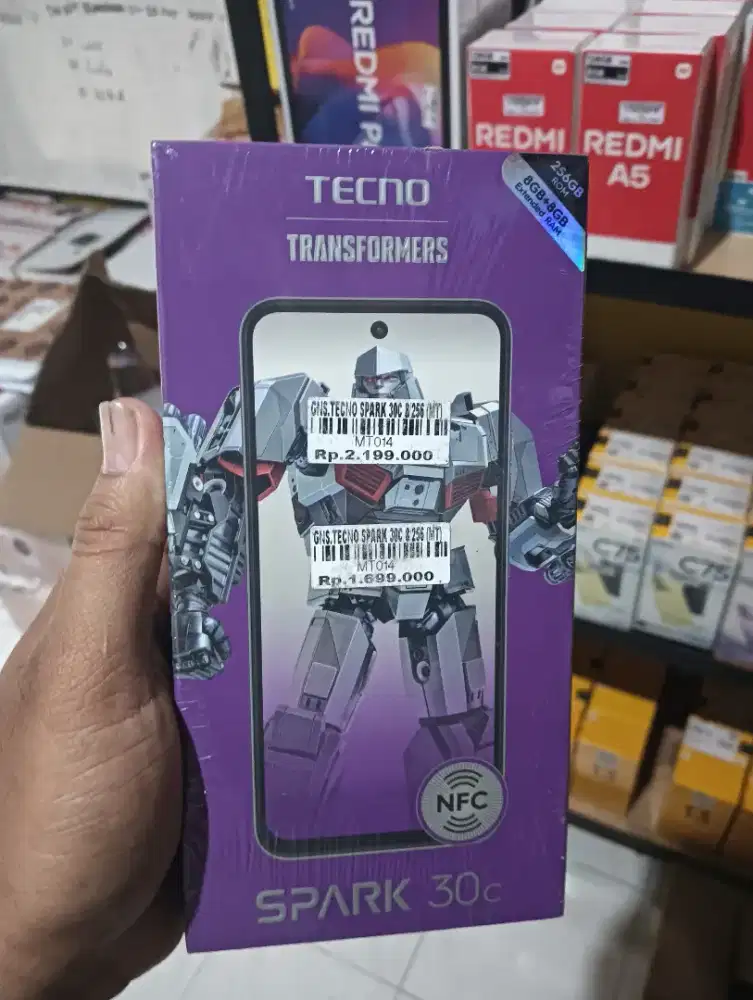 REDMI
REDMI
REDMI
A5
TECNO
TRANSFORMERS
256GB
ROM
8GB+8GB
Extended RAM
GNS.TECNO SPARK 30C 8.256 (MT)
MT014
Rp.2.199.000
GNS.TECNO SPARK 30C 8.256 (MT)
MT014
Rp.1.699.000
NFC
SPARK 30C
C75
C75